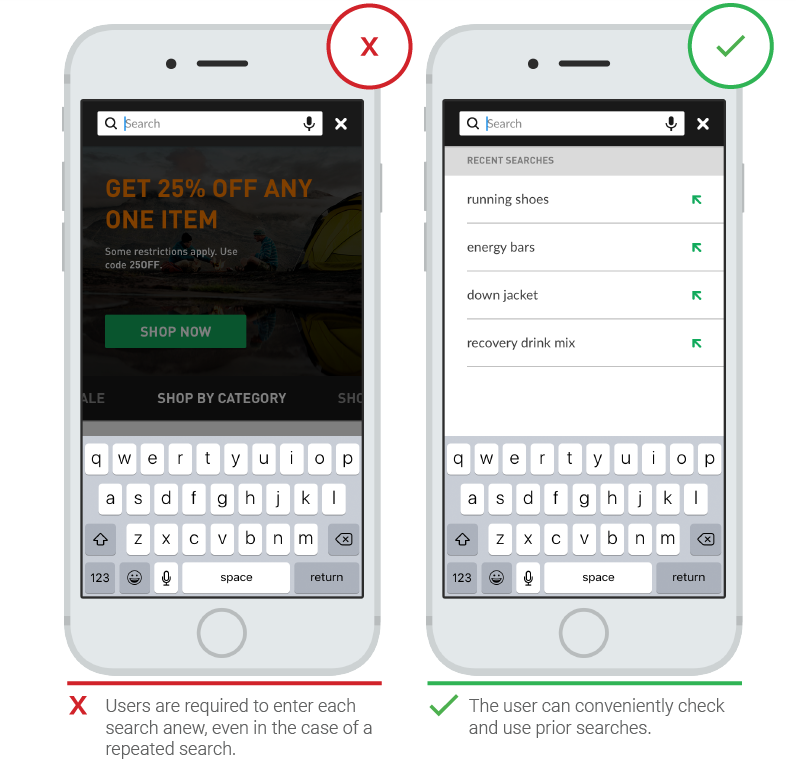 X
Search
X
GET 25% OFF ANY
ONE ITEM
Some restrictions apply. Use
code 25OFF.
SHOP NOW
ALE SHOP BY CATEGORY SHO
q w e r t y u i o p
a s d f g h j k l
z x c v b n m
123 space return
X Users are required to enter each
search anew, even in the case of a
repeated search.
Search
X
RECENT SEARCHES
running shoes
energy bars
down jacket
recovery drink mix
q w e r t y u i o p
a s d f g h j k l
z x c v b n m
123 space return
The user can conveniently check
and use prior searches.